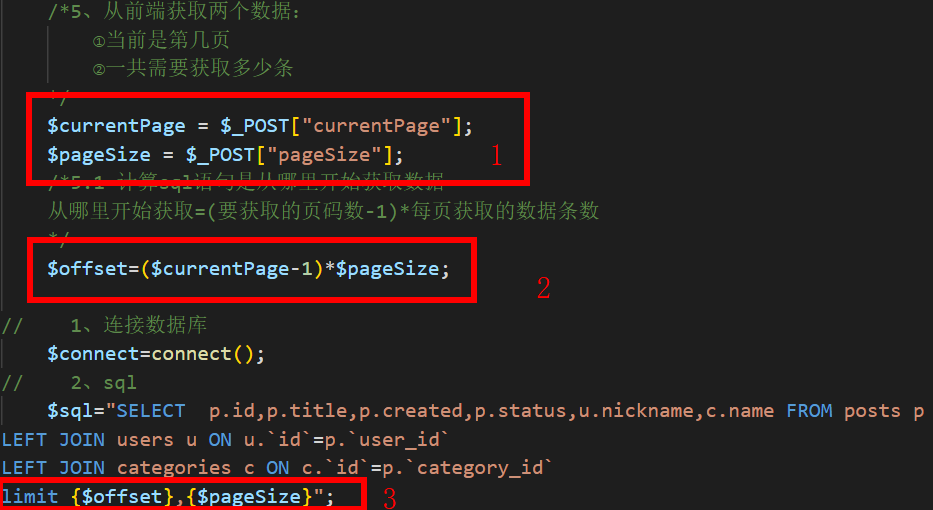 /*5、从前端获取两个数据：
①当前是第几页
②一共需要获取多少条
*/
$currentPage = $_POST["currentPage"];
$pageSize = $_POST["pageSize"];
1
/*5.1 计算sql语句是从哪里开始获取数据
从哪里开始获取=(要获取的页码数-1)*每页获取的数据条数
*/
$offset=($currentPage-1)*$pageSize;
2
// 1、连接数据库
$connect=connect();
// 2、sql
$sql="SELECT  p.id,p.title,p.created,p.status,u.nickname,c.name FROM posts p
LEFT JOIN users u ON u.`id`=p.`user_id`
LEFT JOIN categories c ON c.`id`=p.`category_id`
limit {$offset},{$pageSize}";
3